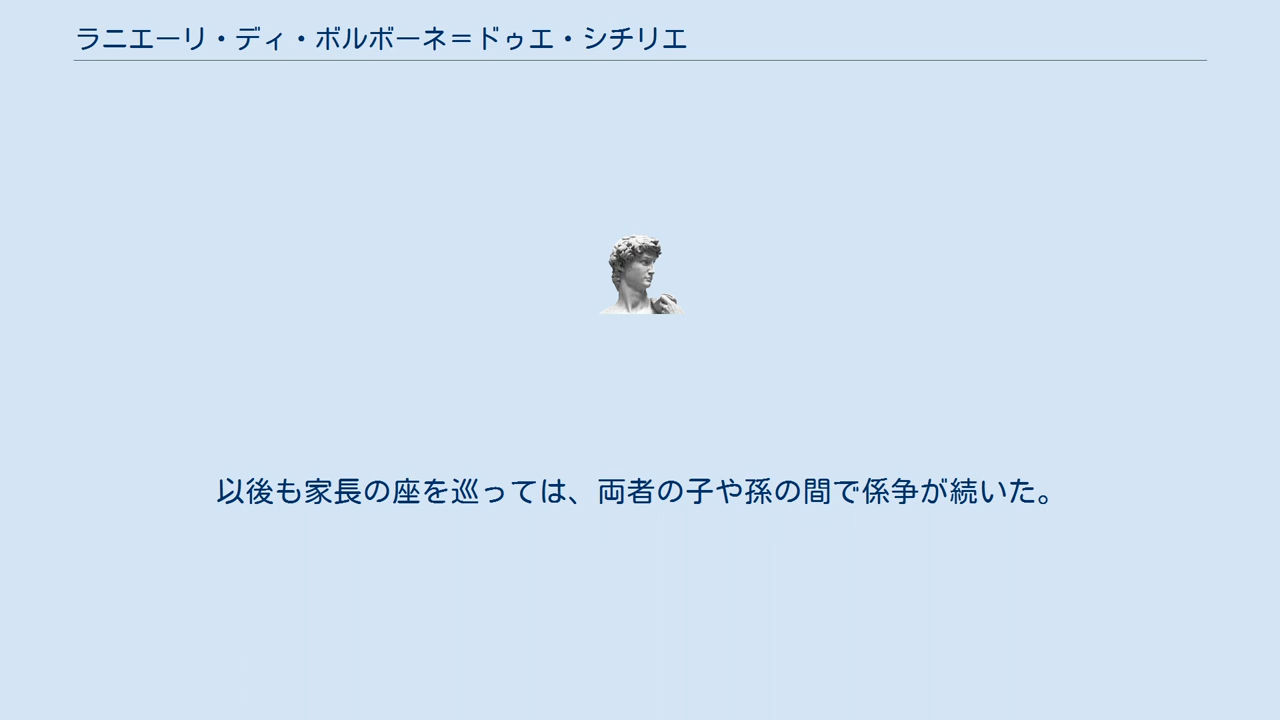 ラニエーリ・ディ・ボルボーネ＝ドゥエ・シチリエ
以後も家長の座を巡っては、両者の子や孫の間で係争が続いた。